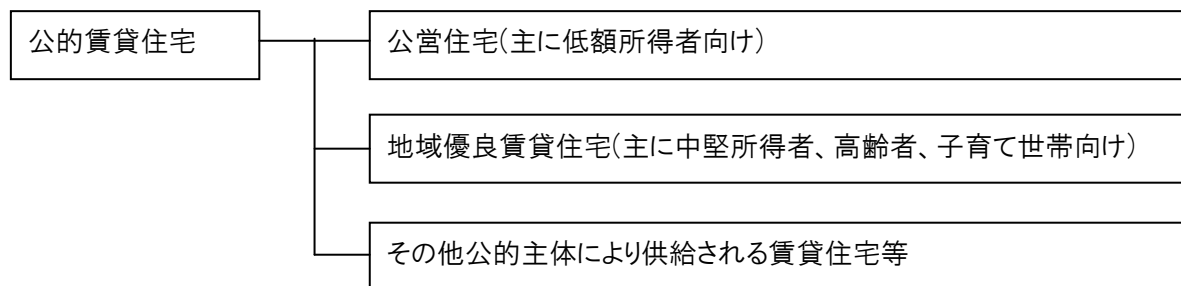 公的賃貸住宅
公営住宅(主に低額所得者向け)
地域優良賃貸住宅(主に中堅所得者、高齢者、子育て世帯向け)
その他公的主体により供給される賃貸住宅等